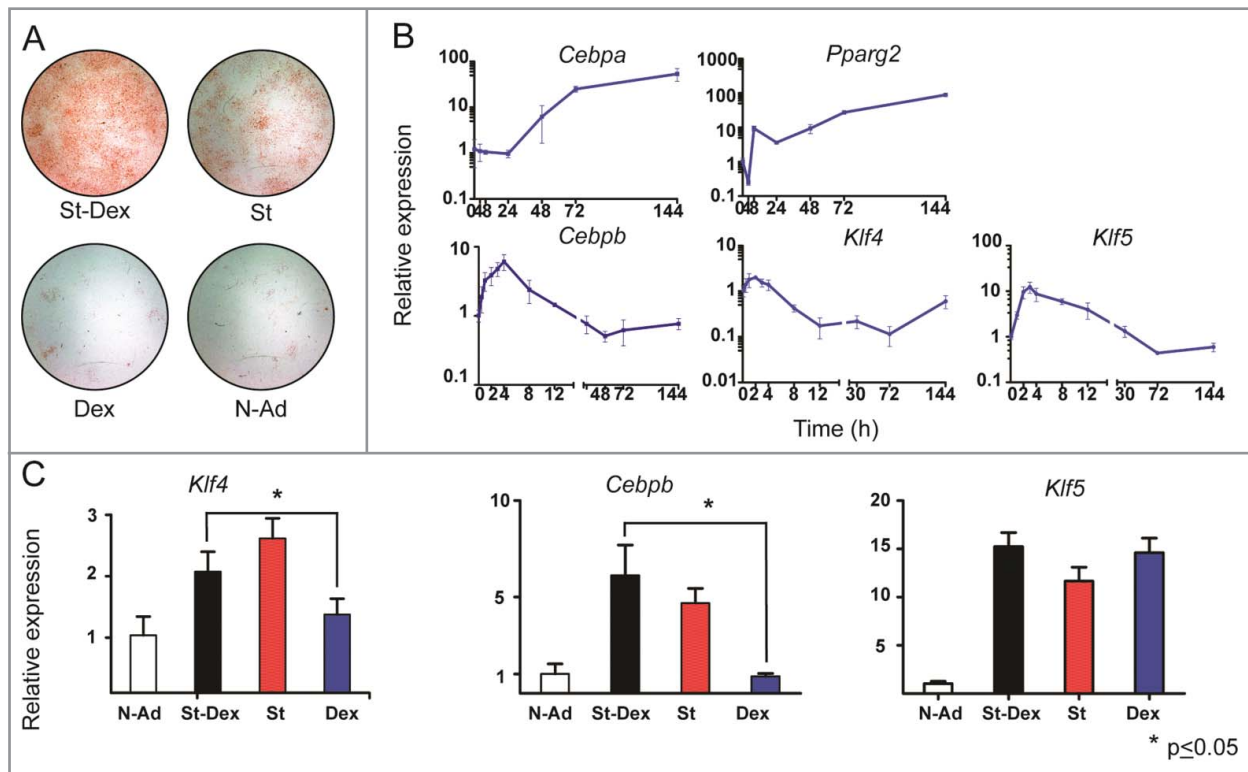 A
St-Dex
St
Dex
N-Ad
B
Relative expression
Cebpa
100
10
1
0.1
0 4 8 24 48 72 144
Pparg2
1000
100
10
1
0.1
0 4 8 24 48 72 144
Cebpb
10
1
0.1
0 2 4 8 12 48 72 144
Klf4
10
1
0.1
0.01
0 2 4 8 12 30 72 144
Klf5
100
10
1
0.1
0 2 4 8 12 30 72 144
Time (h)
C
Relative expression
Klf4
*
3
2
1
N-Ad St-Dex St Dex
Cebpb
*
10
5
1
N-Ad St-Dex St Dex
Klf5
20
15
10
5
N-Ad St-Dex St Dex
* p≤0.05